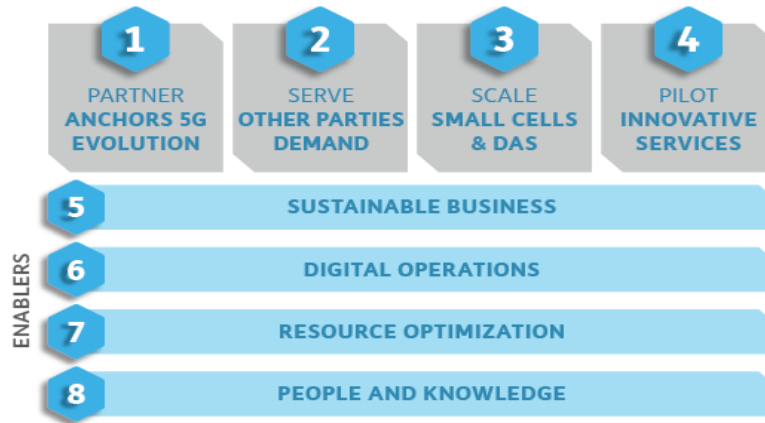 1
PARTNER
ANCHORS 5G
EVOLUTION
2
SERVE
OTHER PARTIES
DEMAND
3
SCALE
SMALL CELLS
& DAS
4
PILOT
INNOVATIVE
SERVICES
ENABLERS
5
SUSTAINABLE BUSINESS
6
DIGITAL OPERATIONS
7
RESOURCE OPTIMIZATION
8
PEOPLE AND KNOWLEDGE